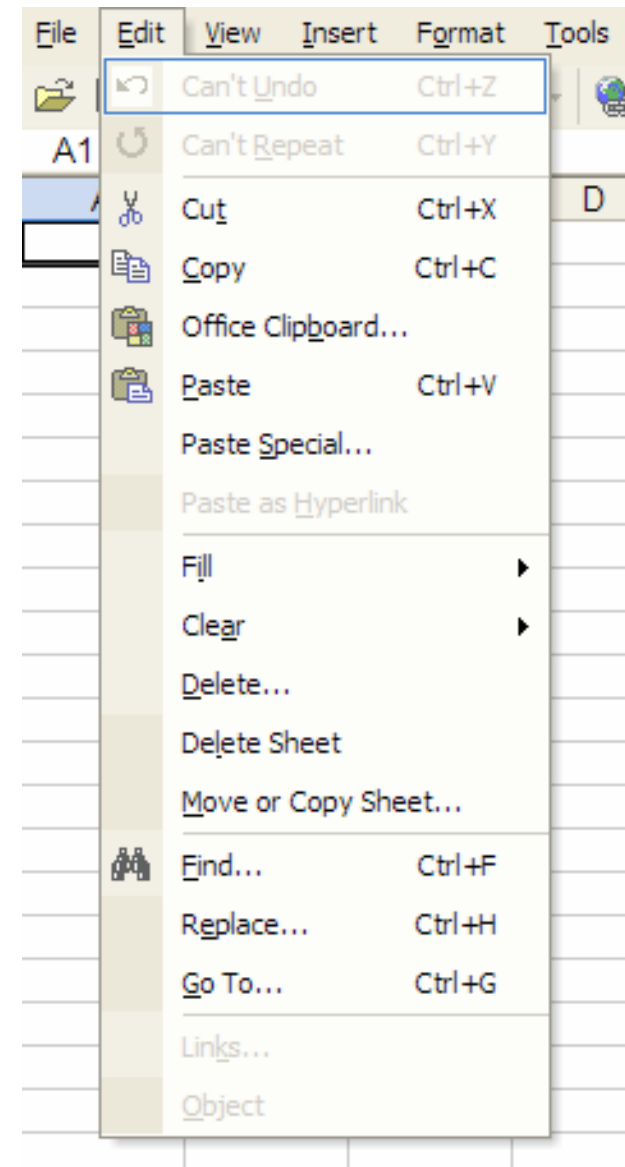 File Edit View Insert Format Tools
Can't Undo Ctrl+Z
A1
Can't Repeat Ctrl+Y
D
Cut Ctrl+X
Copy Ctrl+C
Office Clipboard...
Paste Ctrl+V
Paste Special...
Paste as Hyperlink
Fill
Clear
Delete...
Delete Sheet
Move or Copy Sheet...
Find... Ctrl+F
Replace... Ctrl+H
Go To... Ctrl+G
Links...
Object